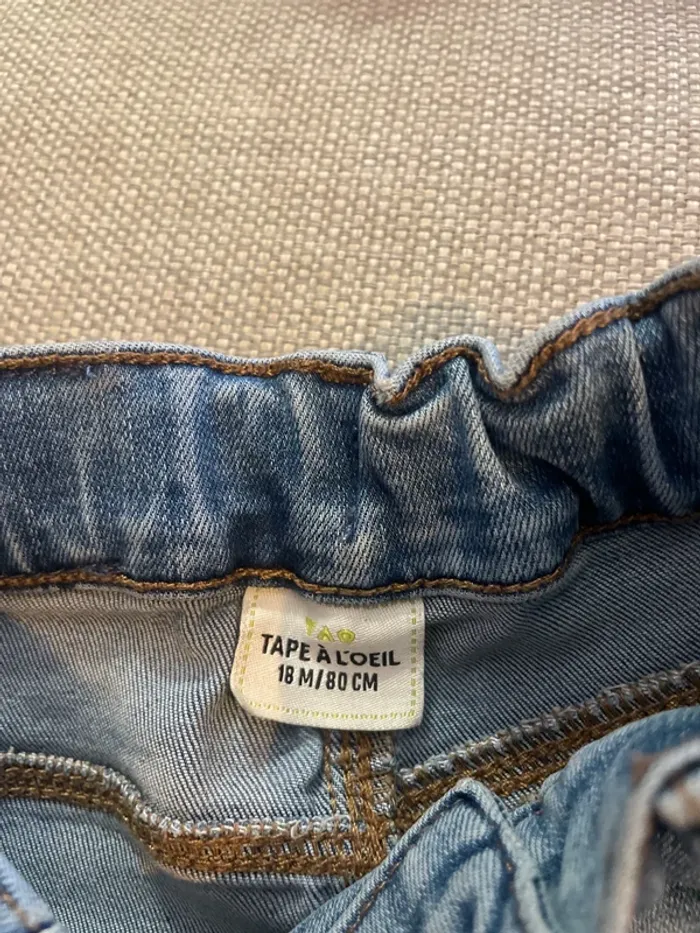 TAO
TAPE À L'OEIL
18 M/80 CM